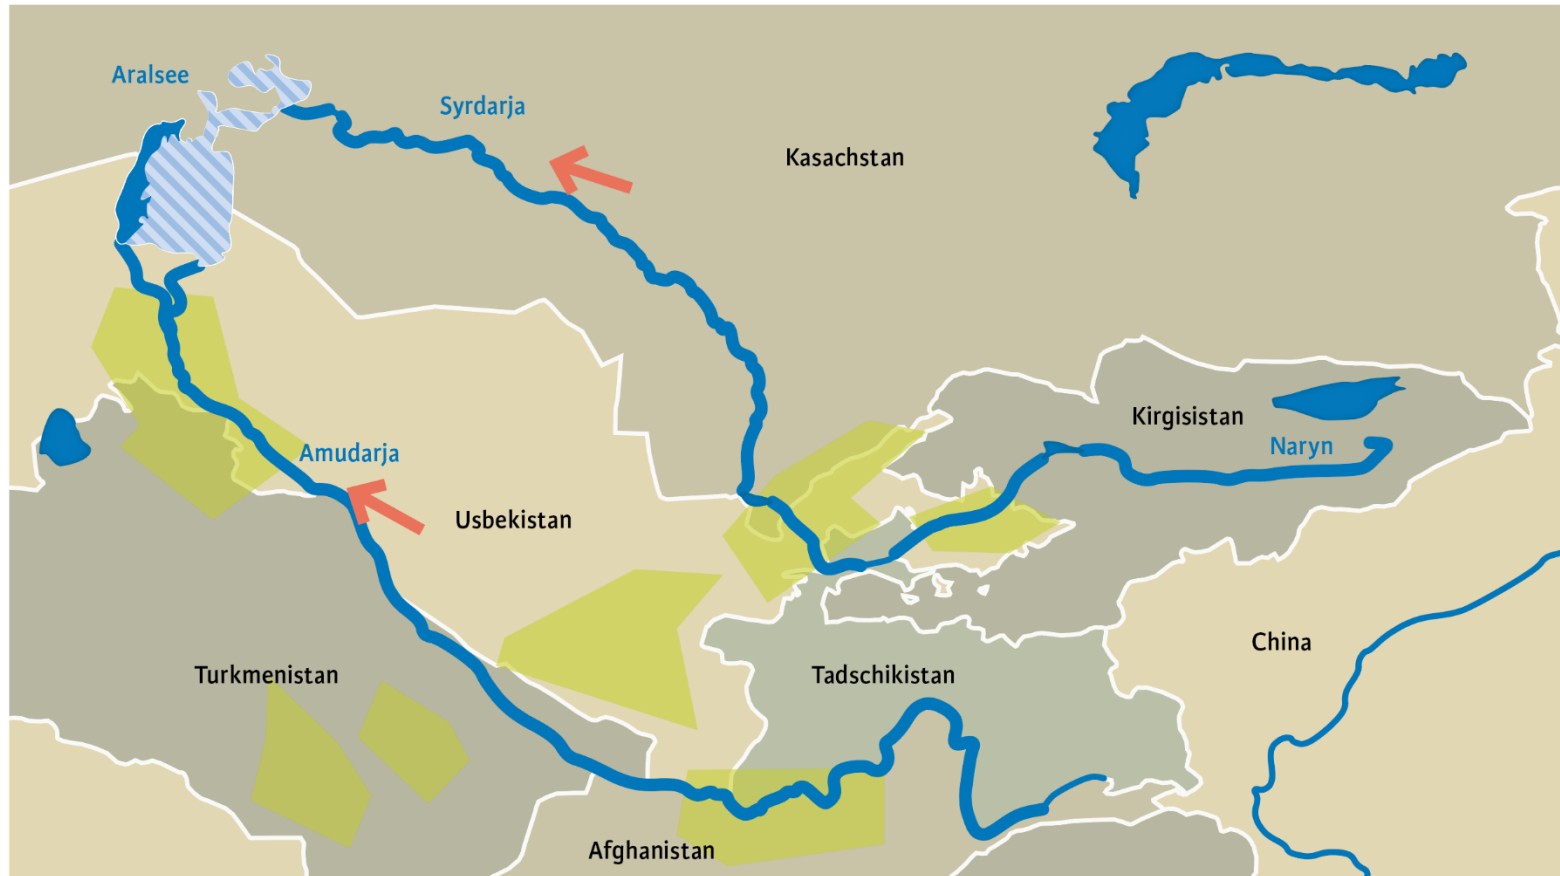 Aralsee
Syrdarja
Kasachstan
Kirgisistan
Naryn
Amudarja
Usbekistan
China
Turkmenistan
Tadschikistan
Afghanistan